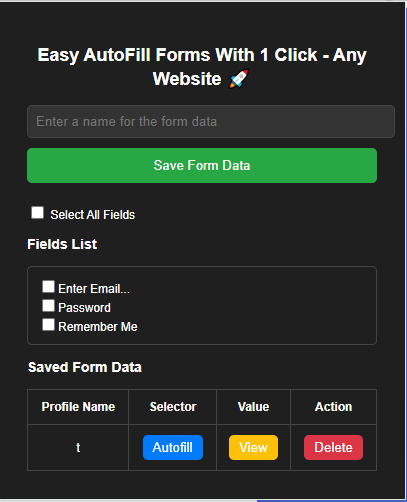 Easy AutoFill Forms With 1 Click - Any
Website 🚀
Enter a name for the form data
Save Form Data
Select All Fields
Fields List
Enter Email...
Password
Remember Me
Saved Form Data
Profile Name Selector Value Action
t Autofill View Delete